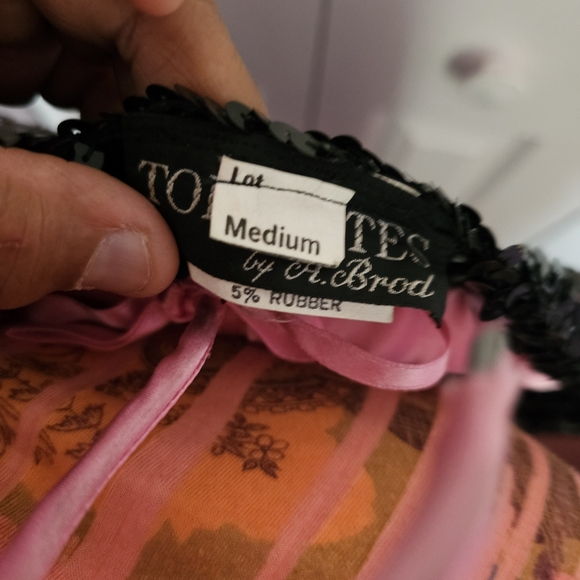 Lot
Medium
by A. Brod
5% RUBBER